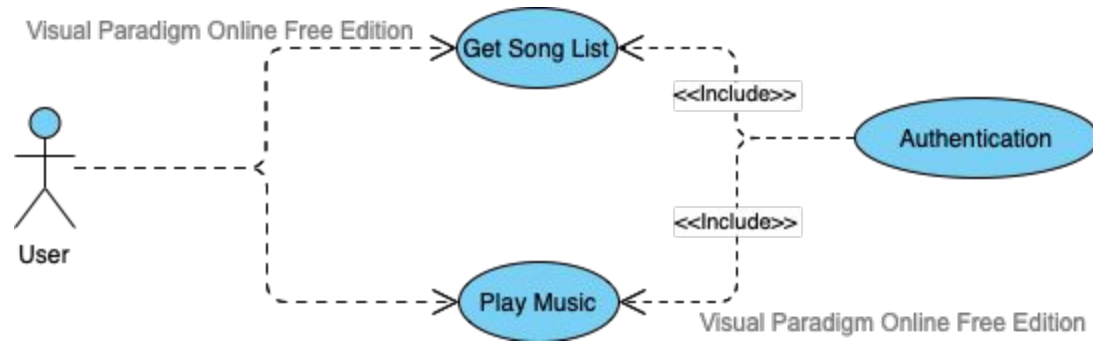 Visual Paradigm Online Free Edition
Get Song List
<<Include>>
Authentication
<<Include>>
User
Play Music
Visual Paradigm Online Free Edition